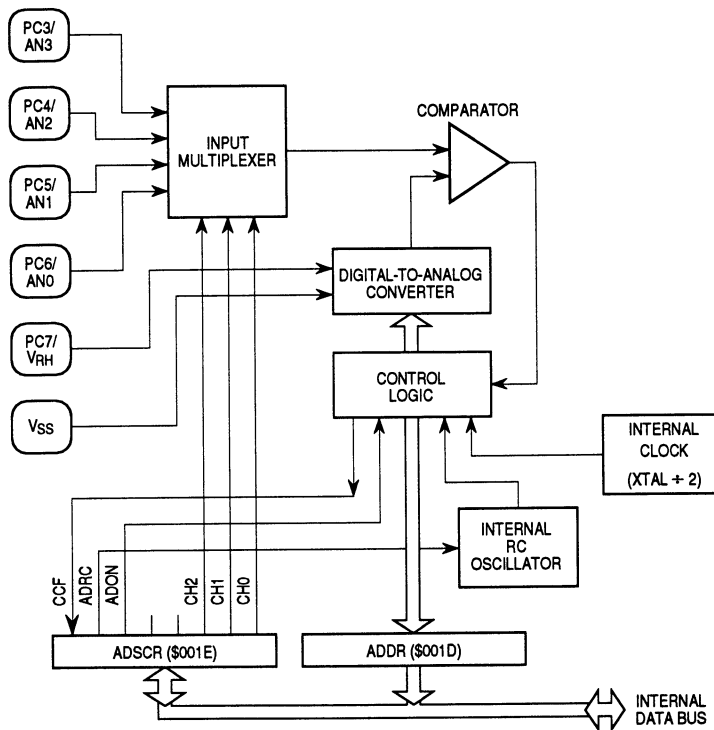 PC3/
AN3
PC4/
AN2
PC5/
AN1
PC6/
AN0
PC7/
VRH
VSS
INPUT
MULTIPLEXER
COMPARATOR
DIGITAL-TO-ANALOG
CONVERTER
CONTROL
LOGIC
INTERNAL
CLOCK
(XTAL ÷ 2)
INTERNAL
RC
OSCILLATOR
CCF
ADRC
ADON
CH2
CH1
CH0
ADSCR ($001E)
ADDR ($001D)
INTERNAL
DATA BUS